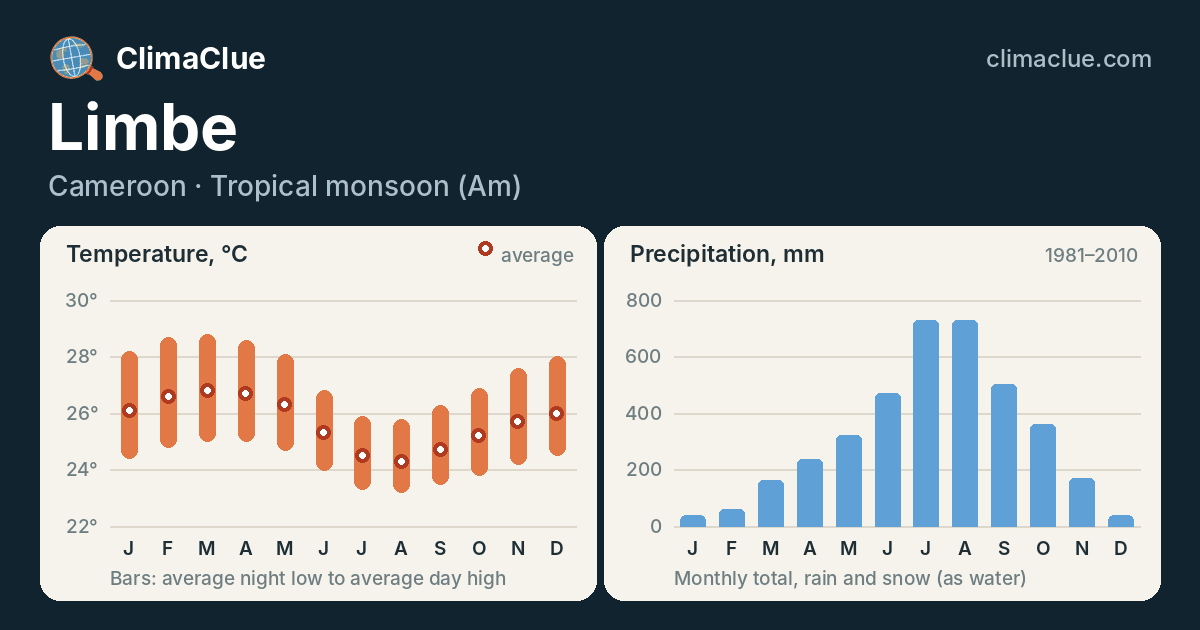 ClimaClue
climaclue.com
Limbe
Cameroon · Tropical monsoon (Am)
Temperature, °C
average
30°
28°
26°
24°
22°
J F M A M J J A S O N D
Bars: average night low to average day high
Precipitation, mm
1981–2010
800
600
400
200
0
J F M A M J J A S O N D
Monthly total, rain and snow (as water)